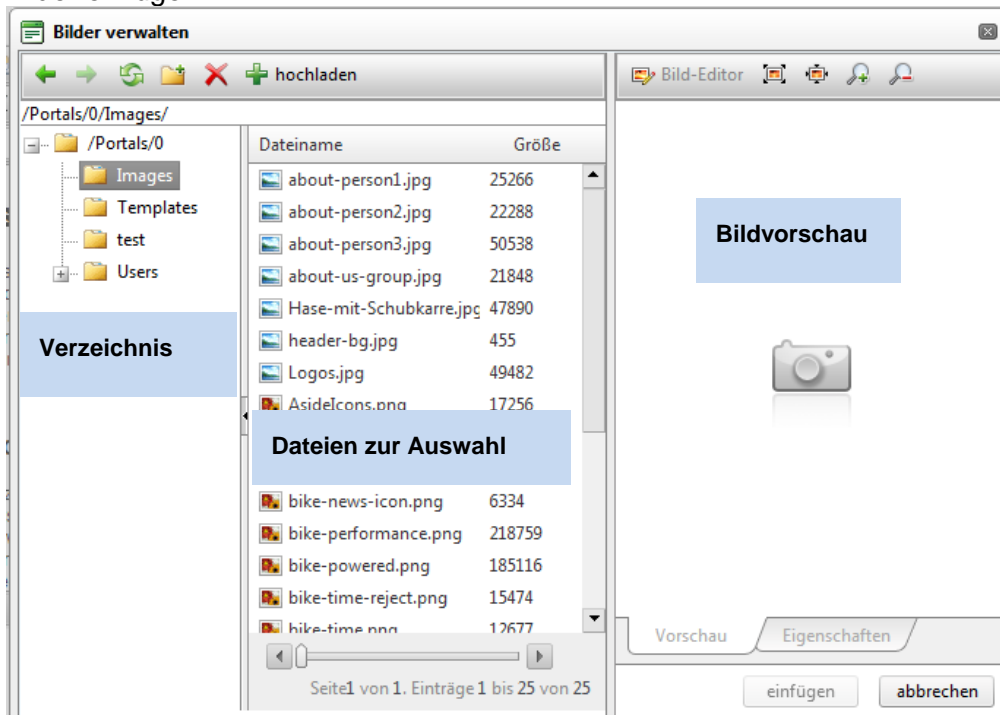 Bilder verwalten
hochladen
Bild-Editor
/Portals/0/Images/
/Portals/0
Images
Templates
test
Users
Verzeichnis
Dateiname Größe
about-person1.jpg 25266
about-person2.jpg 22288
about-person3.jpg 50538
about-us-group.jpg 21848
Hase-mit-Schubkarre.jpg 47890
header-bg.jpg 455
Logos.jpg 49482
AsideIcons.png 17256
Dateien zur Auswahl
bike-news-icon.png 6334
bike-performance.png 218759
bike-powered.png 185116
bike-time-reject.png 15474
bike-time.png 12677
Seite1 von 1. Einträge 1 bis 25 von 25
Bildvorschau
Vorschau Eigenschaften
einfügen abbrechen